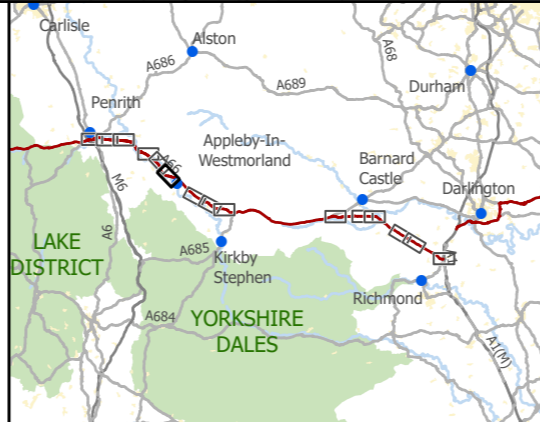 Carlisle
Alston
A68
A686
A689
Durham
Penrith
Appleby-In-
Westmorland
A66
Barnard
Castle
Darlington
M6
LAKE
DISTRICT
A6
A685
Kirkby
Stephen
Richmond
A684
YORKSHIRE
DALES
A1(M)